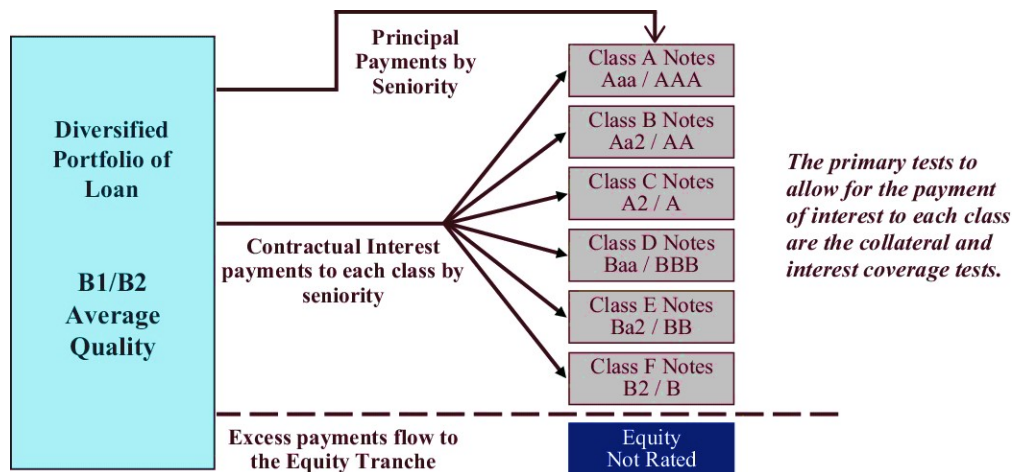 Principal
Payments by
Seniority
Diversified
Portfolio of
Loan
B1/B2
Average
Quality
Contractual Interest
payments to each class by
seniority
Class A Notes
Aaa / AAA
Class B Notes
Aa2 / AA
Class C Notes
A2 / A
Class D Notes
Baa / BBB
Class E Notes
Ba2 / BB
Class F Notes
B2 / B
The primary tests to
allow for the payment
of interest to each class
are the collateral and
interest coverage tests.
Excess payments flow to
the Equity Tranche
Equity
Not Rated